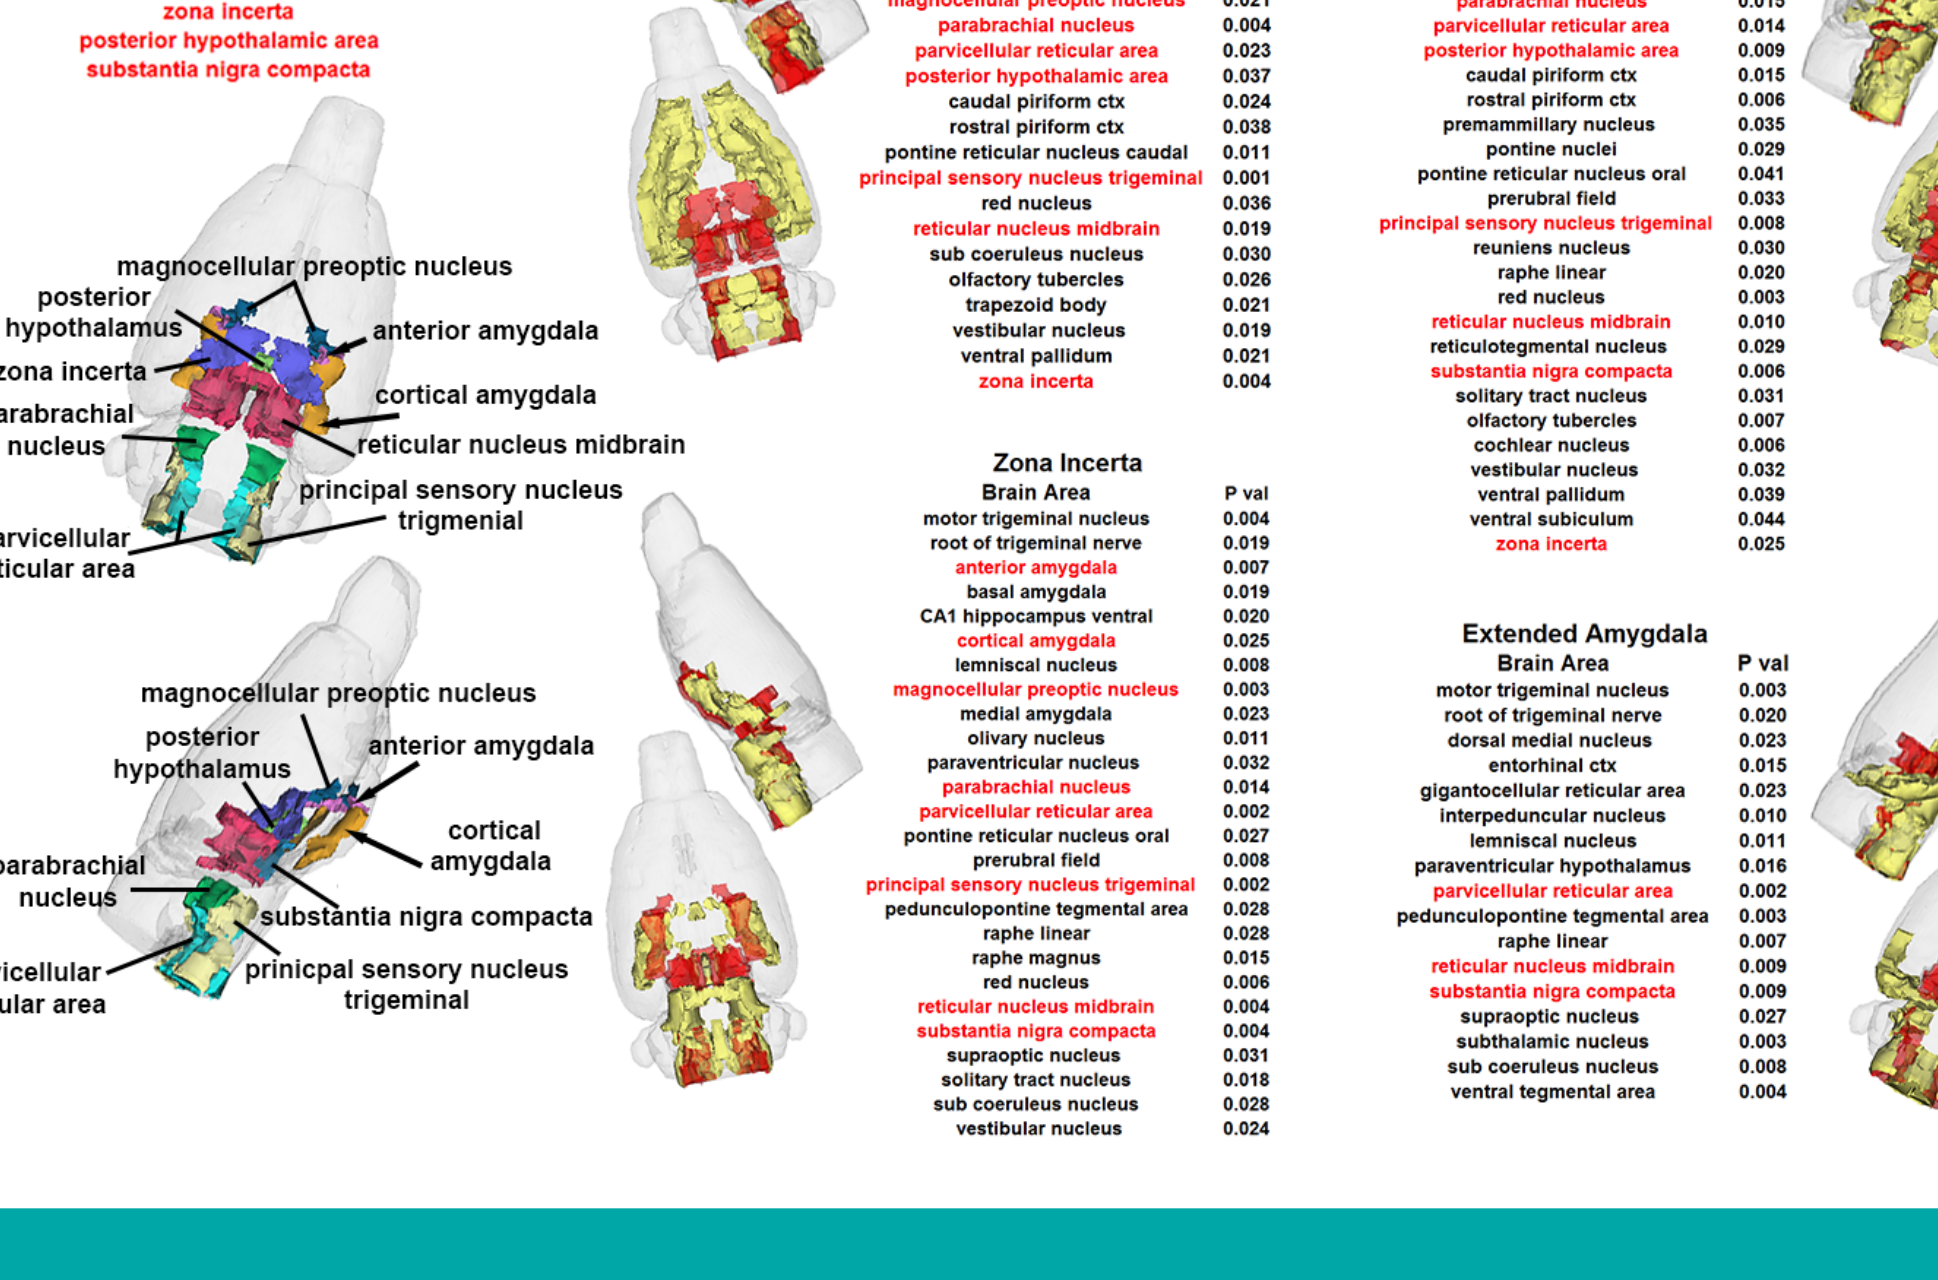 zona incerta
posterior hypothalamic area
substantia nigra compacta
magnocellular preoptic nucleus
posterior
hypothalamus
anterior amygdala
zona incerta
cortical amygdala
arabrachial
nucleus
reticular nucleus midbrain
principal sensory nucleus
trigmenial
arvicellular
ticular area
magnocellular preoptic nucleus
posterior
hypothalamus
anterior amygdala
cortical
amygdala
parabrachial
nucleus
substantia nigra compacta
icellular
ular area
prinicpal sensory nucleus
trigeminal
magnocellular preoptic nucleus 0.021
parabrachial nucleus 0.004
parvicellular reticular area 0.023
posterior hypothalamic area 0.037
caudal piriform ctx 0.024
rostral piriform ctx 0.038
pontine reticular nucleus caudal 0.011
principal sensory nucleus trigeminal 0.001
red nucleus 0.036
reticular nucleus midbrain 0.019
sub coeruleus nucleus 0.030
olfactory tubercles 0.026
trapezoid body 0.021
vestibular nucleus 0.019
ventral pallidum 0.021
zona incerta 0.004
Zona Incerta
Brain Area P val
motor trigeminal nucleus 0.004
root of trigeminal nerve 0.019
anterior amygdala 0.007
basal amygdala 0.019
CA1 hippocampus ventral 0.020
cortical amygdala 0.025
lemniscal nucleus 0.008
magnocellular preoptic nucleus 0.003
medial amygdala 0.023
olivary nucleus 0.011
paraventricular nucleus 0.032
parabrachial nucleus 0.014
parvicellular reticular area 0.002
pontine reticular nucleus oral 0.027
prerubral field 0.008
principal sensory nucleus trigeminal 0.002
pedunculopontine tegmental area 0.028
raphe linear 0.028
raphe magnus 0.015
red nucleus 0.006
reticular nucleus midbrain 0.004
substantia nigra compacta 0.004
supraoptic nucleus 0.031
solitary tract nucleus 0.018
sub coeruleus nucleus 0.028
vestibular nucleus 0.024
parabrachial nucleus 0.015
parvicellular reticular area 0.014
posterior hypothalamic area 0.009
caudal piriform ctx 0.015
rostral piriform ctx 0.006
premammillary nucleus 0.035
pontine nuclei 0.029
pontine reticular nucleus oral 0.041
prerubral field 0.033
principal sensory nucleus trigeminal 0.008
reuniens nucleus 0.030
raphe linear 0.020
red nucleus 0.003
reticular nucleus midbrain 0.010
reticulotegmental nucleus 0.029
substantia nigra compacta 0.006
solitary tract nucleus 0.031
olfactory tubercles 0.007
cochlear nucleus 0.006
vestibular nucleus 0.032
ventral pallidum 0.039
ventral subiculum 0.044
zona incerta 0.025
Extended Amygdala
Brain Area P val
motor trigeminal nucleus 0.003
root of trigeminal nerve 0.020
dorsal medial nucleus 0.023
entorhinal ctx 0.015
gigantocellular reticular area 0.023
interpeduncular nucleus 0.010
lemniscal nucleus 0.011
paraventricular hypothalamus 0.016
parvicellular reticular area 0.002
pedunculopontine tegmental area 0.003
raphe linear 0.007
reticular nucleus midbrain 0.009
substantia nigra compacta 0.009
supraoptic nucleus 0.027
subthalamic nucleus 0.003
sub coeruleus nucleus 0.008
ventral tegmental area 0.004